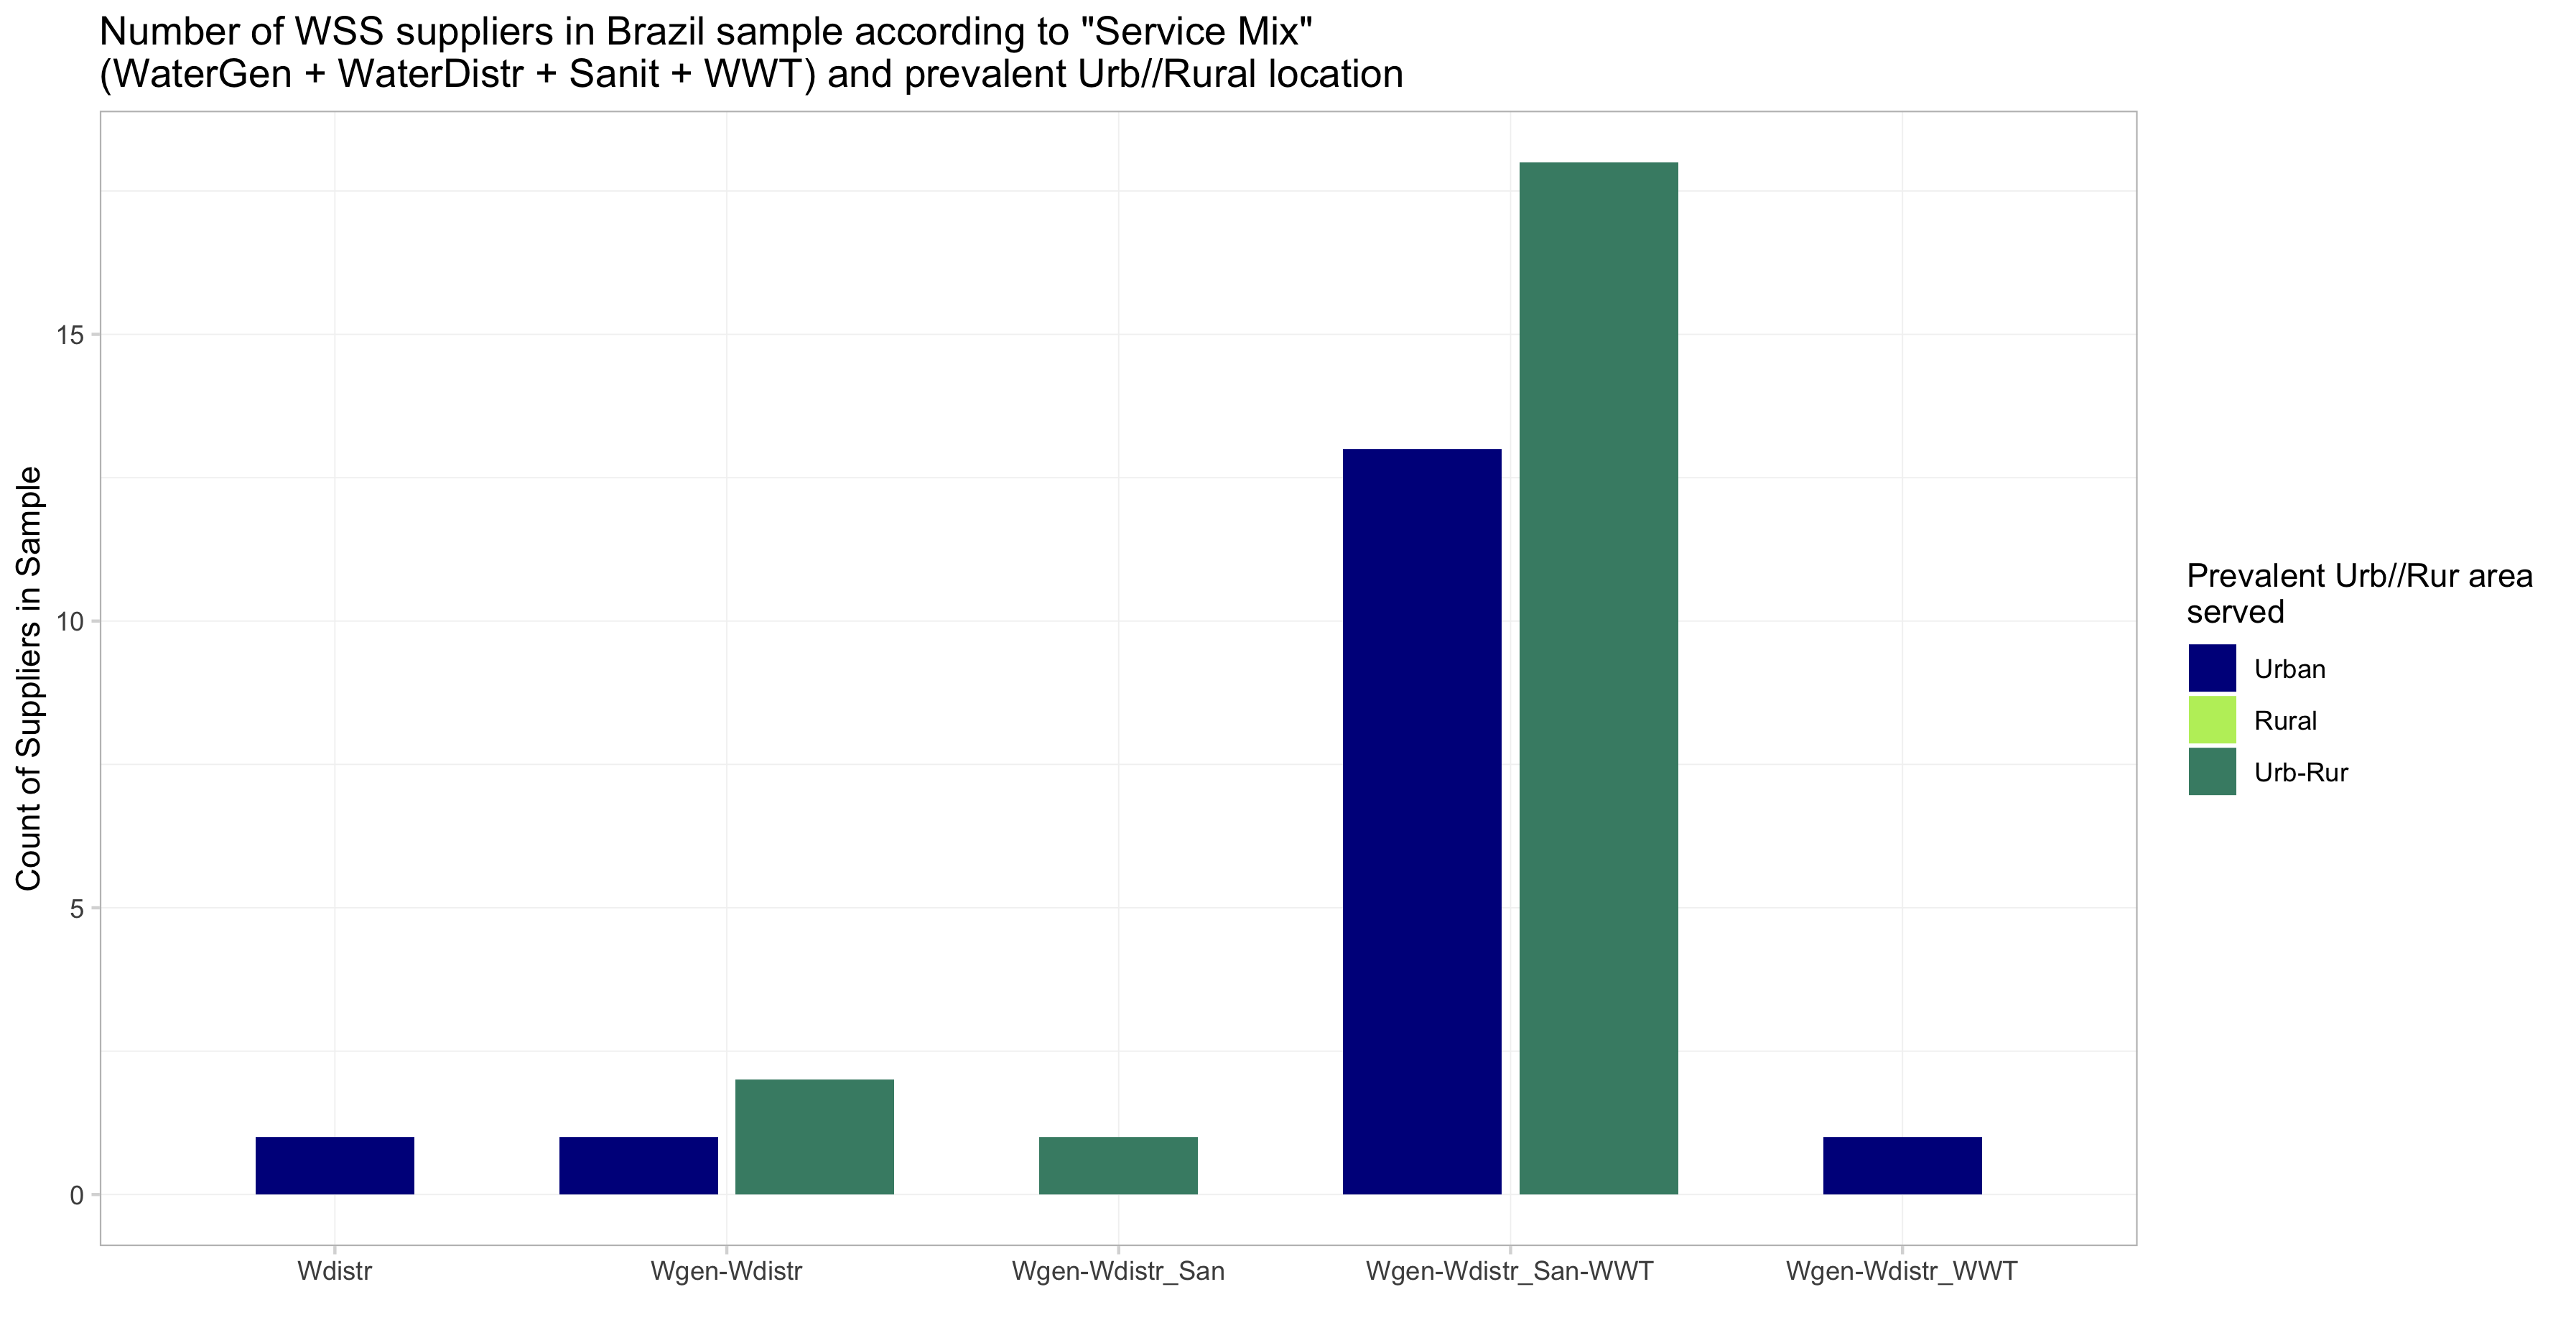 Number of WSS suppliers in Brazil sample according to "Service Mix"
(WaterGen + WaterDistr + Sanit + WWT) and prevalent Urb//Rural location
Count of Suppliers in Sample
15
10
5
0
Wdistr
Wgen-Wdistr
Wgen-Wdistr_San
Wgen-Wdistr_San-WWT
Wgen-Wdistr_WWT
Prevalent Urb//Rur area
served
Urban
Rural
Urb-Rur